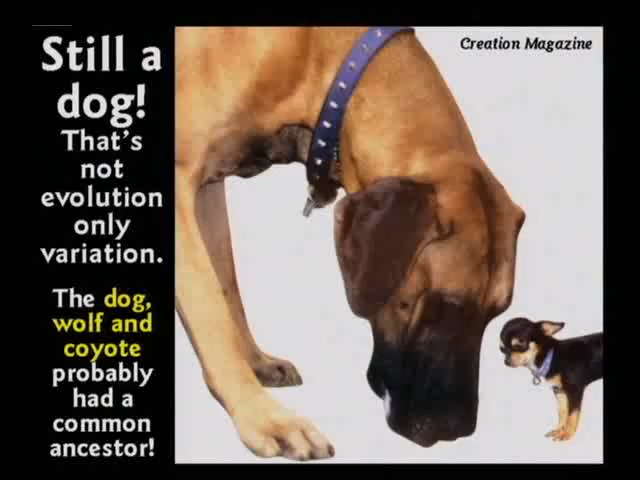 Still a
dog!
That's
not
evolution
only
variation.
The dog,
wolf and
coyote
probably
had a
common
ancestor!
Creation Magazine